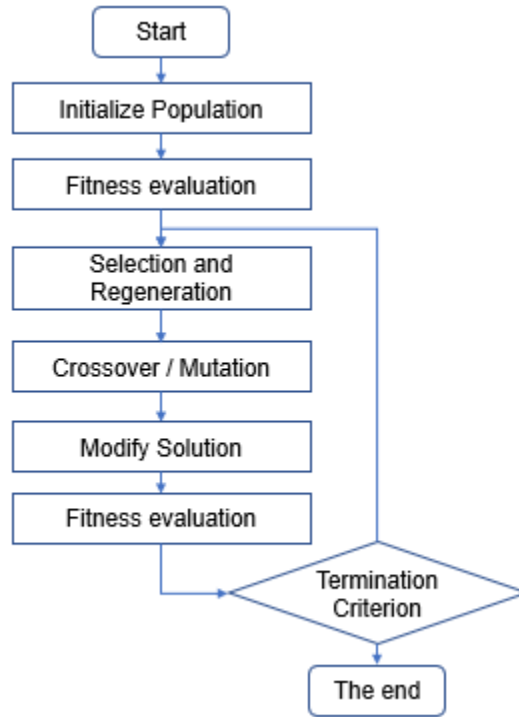 Start
Initialize Population
Fitness evaluation
Selection and
Regeneration
Crossover / Mutation
Modify Solution
Fitness evaluation
Termination
Criterion
The end